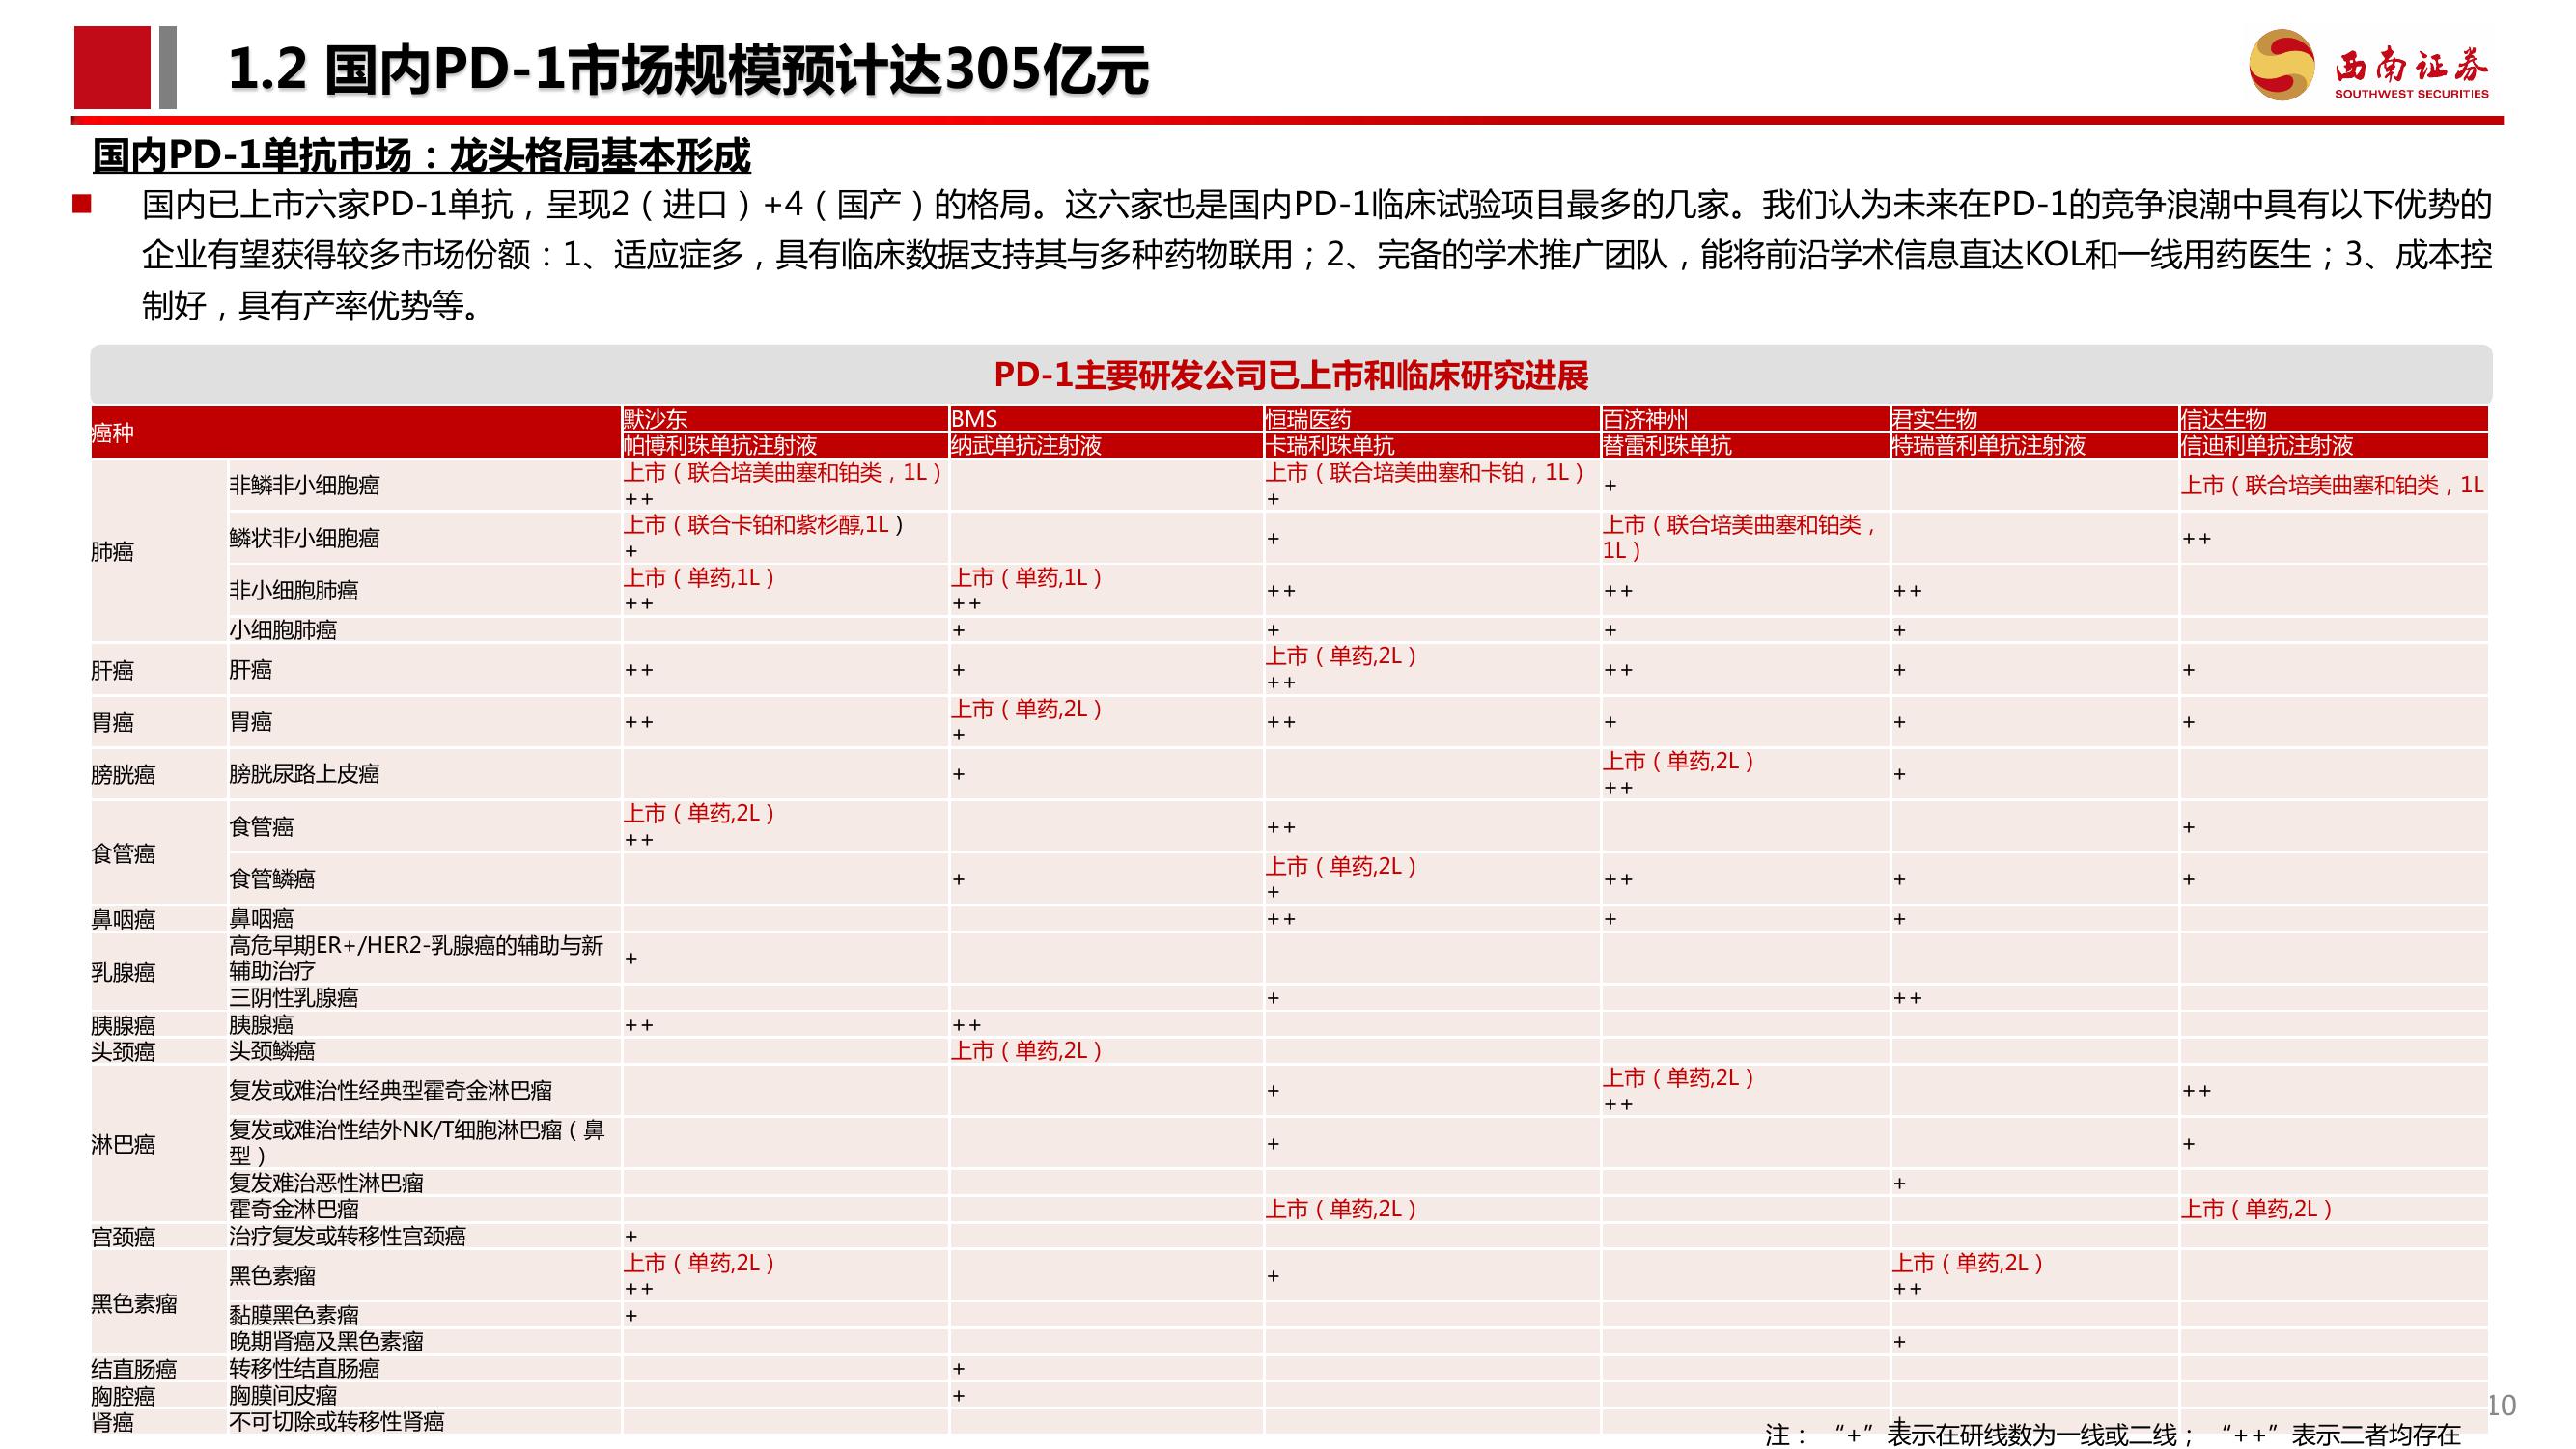 1.2 国内PD-1市场规模预计达305亿元
西南证券
SOUTHWEST SECURITIES
国内PD-1单抗市场：龙头格局基本形成
国内已上市六家PD-1单抗，呈现2（进口）+4（国产）的格局。这六家也是国内PD-1临床试验项目最多的几家。我们认为未来在PD-1的竞争浪潮中具有以下优势的
企业有望获得较多市场份额：1、适应症多，具有临床数据支持其与多种药物联用；2、完备的学术推广团队，能将前沿学术信息直达KOL和一线用药医生；3、成本控
制好，具有产率优势等。
PD-1主要研发公司已上市和临床研究进展
癌种 默沙东 BMS 恒瑞医药 百济神州 君实生物 信达生物
帕博利珠单抗注射液 纳武单抗注射液 卡瑞利珠单抗 替雷利珠单抗 特瑞普利单抗注射液 信迪利单抗注射液
肺癌 非鳞非小细胞癌 上市（联合培美曲塞和铂类，1L） 上市（联合培美曲塞和卡铂，1L） + 上市（联合培美曲塞和铂类，1L
++ +
鳞状非小细胞癌 上市（联合卡铂和紫杉醇,1L） + 上市（联合培美曲塞和铂类， ++
+ 1L）
非小细胞肺癌 上市（单药,1L） 上市（单药,1L） ++ ++ ++
++ ++
小细胞肺癌 + + + +
肝癌 肝癌 ++ + 上市（单药,2L） ++ + +
++
胃癌 胃癌 ++ 上市（单药,2L） ++ + + +
+
膀胱癌 膀胱尿路上皮癌 + 上市（单药,2L） +
++
食管癌 食管癌 上市（单药,2L） ++ +
++
食管鳞癌 + 上市（单药,2L） ++ + +
+
鼻咽癌 鼻咽癌 ++ + +
乳腺癌 高危早期ER+/HER2-乳腺癌的辅助与新 +
辅助治疗
三阴性乳腺癌 + ++
胰腺癌 胰腺癌 ++ ++
头颈癌 头颈鳞癌 上市（单药,2L）
淋巴癌 复发或难治性经典型霍奇金淋巴瘤 + 上市（单药,2L） ++
++
复发或难治性结外NK/T细胞淋巴瘤（鼻 + +
型）
复发难治恶性淋巴瘤 +
霍奇金淋巴瘤 上市（单药,2L） 上市（单药,2L）
宫颈癌 治疗复发或转移性宫颈癌 +
黑色素瘤 黑色素瘤 上市（单药,2L） + 上市（单药,2L）
++ ++
黏膜黑色素瘤 +
晚期肾癌及黑色素瘤 +
结直肠癌 转移性结直肠癌 +
胸腔癌 胸膜间皮瘤 +
肾癌 不可切除或转移性肾癌 +
10
注：“+”表示在研线数为一线或二线；“++”表示二者均存在